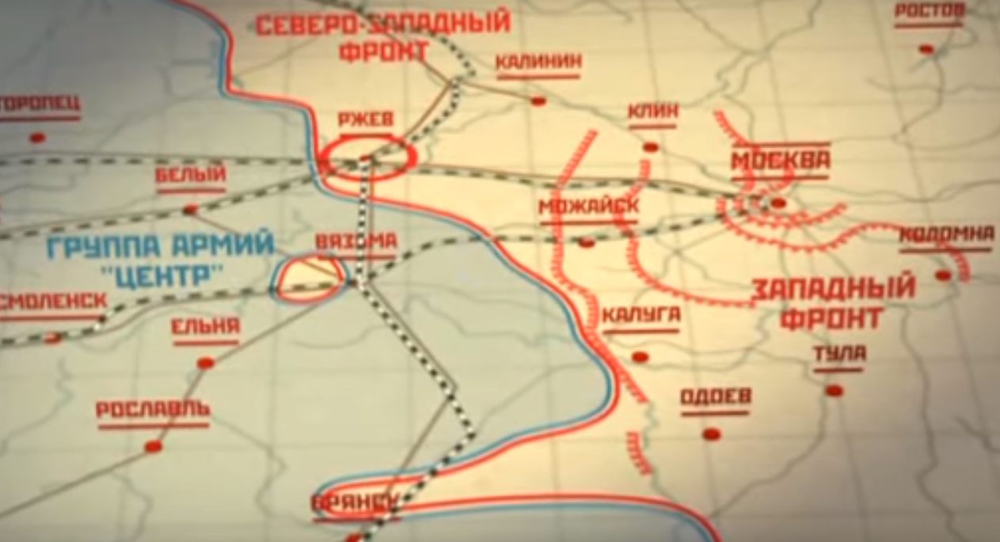 РОСТОВ
СЕВЕРО-ЗАПАДНЫЙ
ФРОНТ
КАЛИНИН
ТОРОПЕЦ
КЛИН
РЖЕВ
МОСКВА
БЕЛЫЙ
МОЖАЙСК
КОЛОМНА
ГРУППА АРМИЙ
"ЦЕНТР"
ВЯЗЬМА
СМОЛЕНСК
ЗАПАДНЫЙ
ФРОНТ
ЕЛЬНЯ
КАЛУГА
ТУЛА
ОДОЕВ
РОСЛАВЛЬ
БРЯНСК